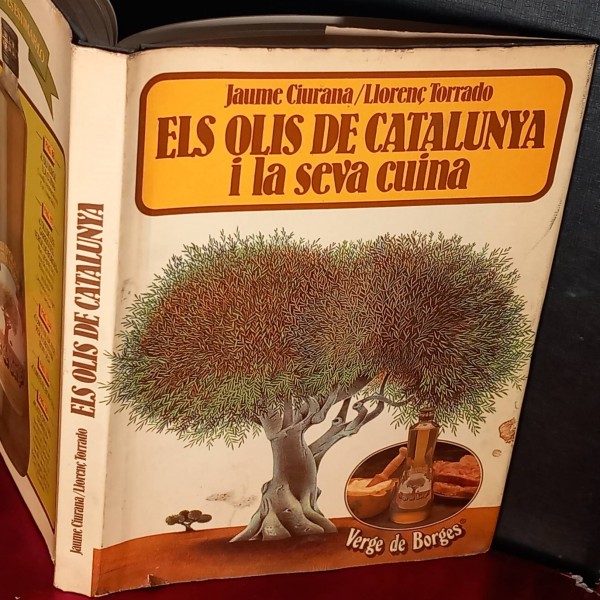 Jaume Ciurana/Llorenç Torrado
ELS OLIS DE CATALUNYA
i la seva cuina
Verge de Borges®
Jaume Ciurana/Llorenç Torrado ELS OLIS DE CATALUNYA